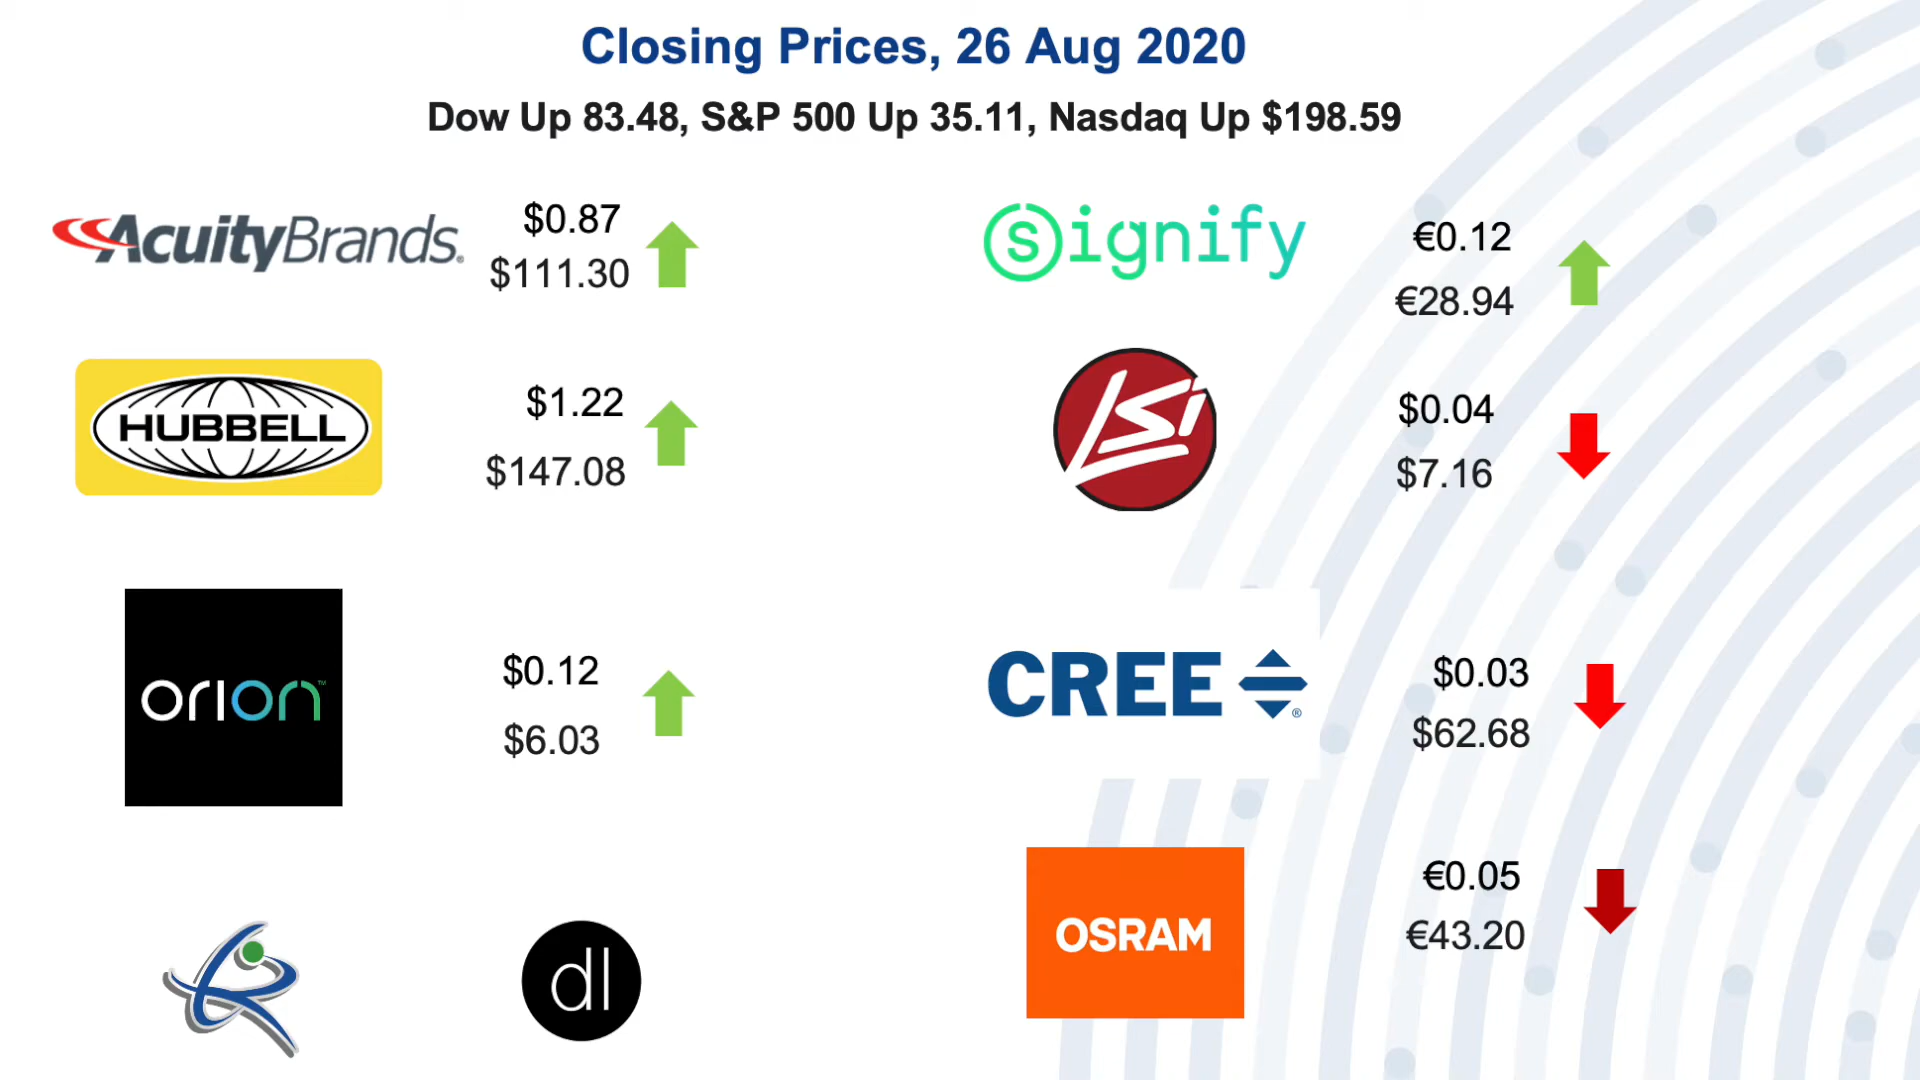 Closing Prices, 26 Aug 2020
Dow Up 83.48, S&P 500 Up 35.11, Nasdaq Up $198.59
AcuityBrands.
$0.87
$111.30
signify
€0.12
€28.94
HUBBELL
$1.22
$147.08
LSI
$0.04
$7.16
orion™
$0.12
$6.03
CREE®
$0.03
$62.68
OSRAM
€0.05
€43.20
dl